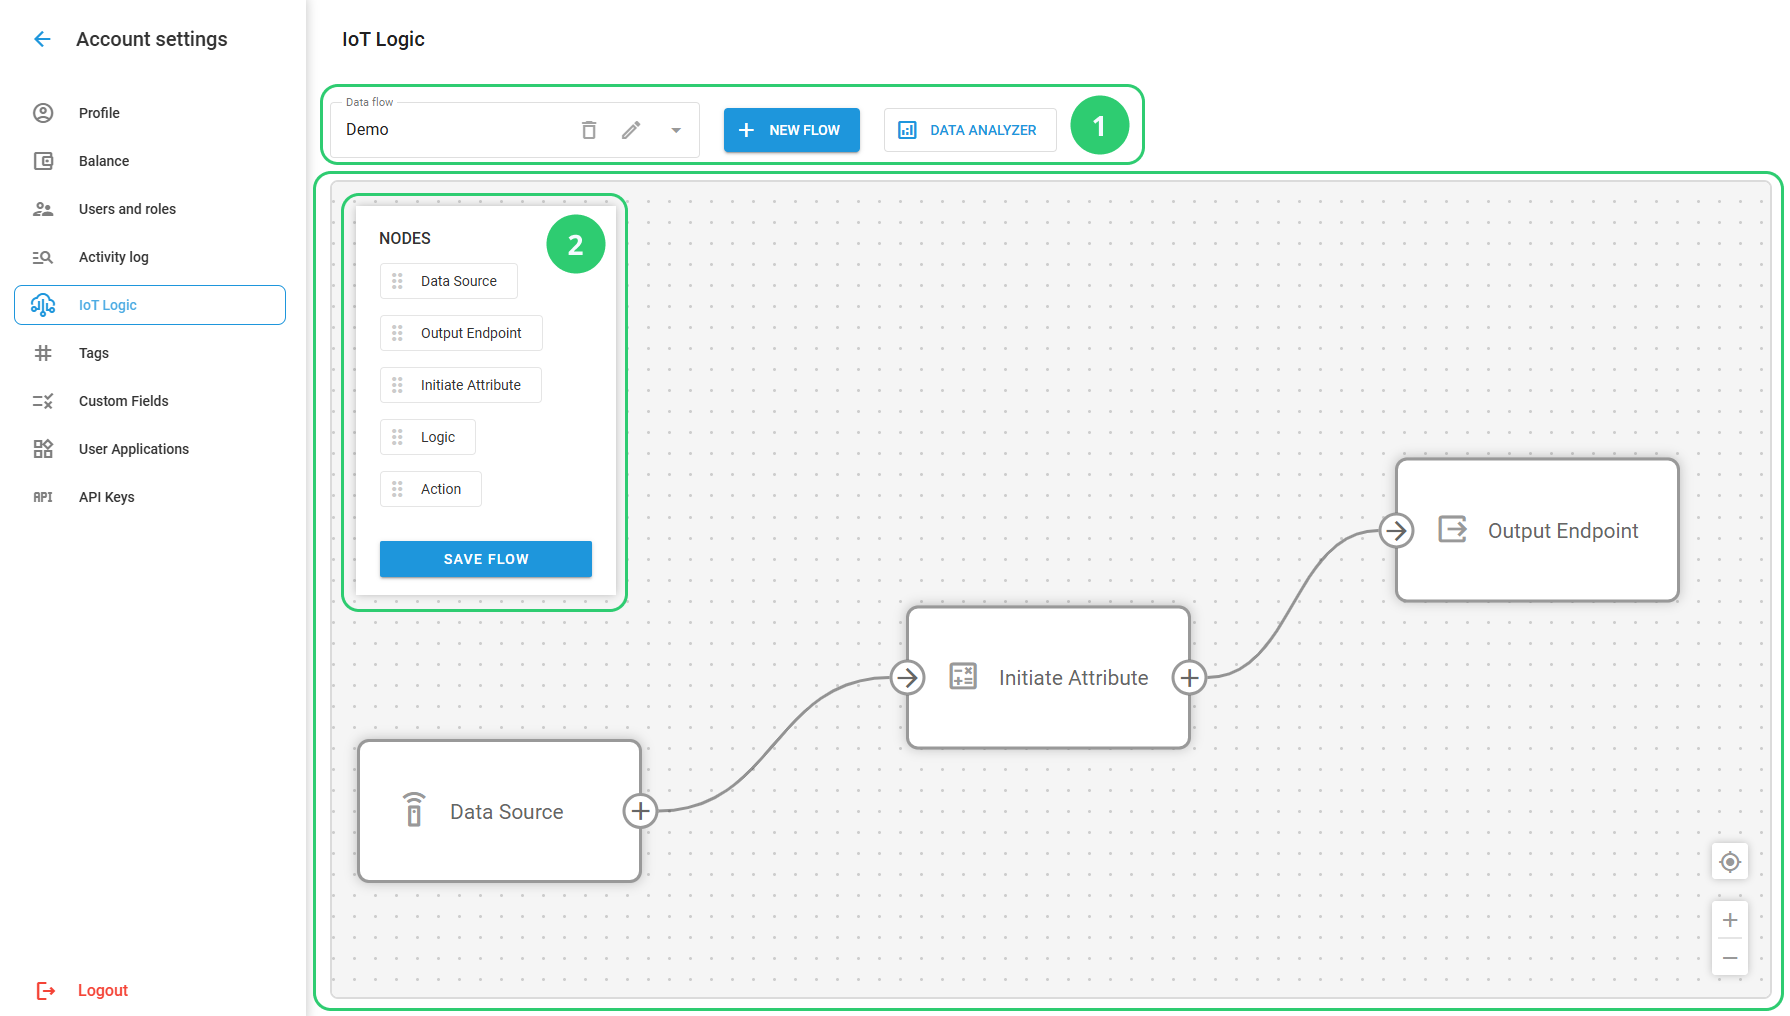 Account settings
Profile
Balance
Users and roles
Activity log
IoT Logic
Tags
Custom Fields
User Applications
API
API Keys
Logout
IoT Logic
Data flow
Demo
NEW FLOW
DATA ANALYZER
1
NODES
2
Data Source
Output Endpoint
Initiate Attribute
Logic
Action
SAVE FLOW
Output Endpoint
Initiate Attribute
Data Source